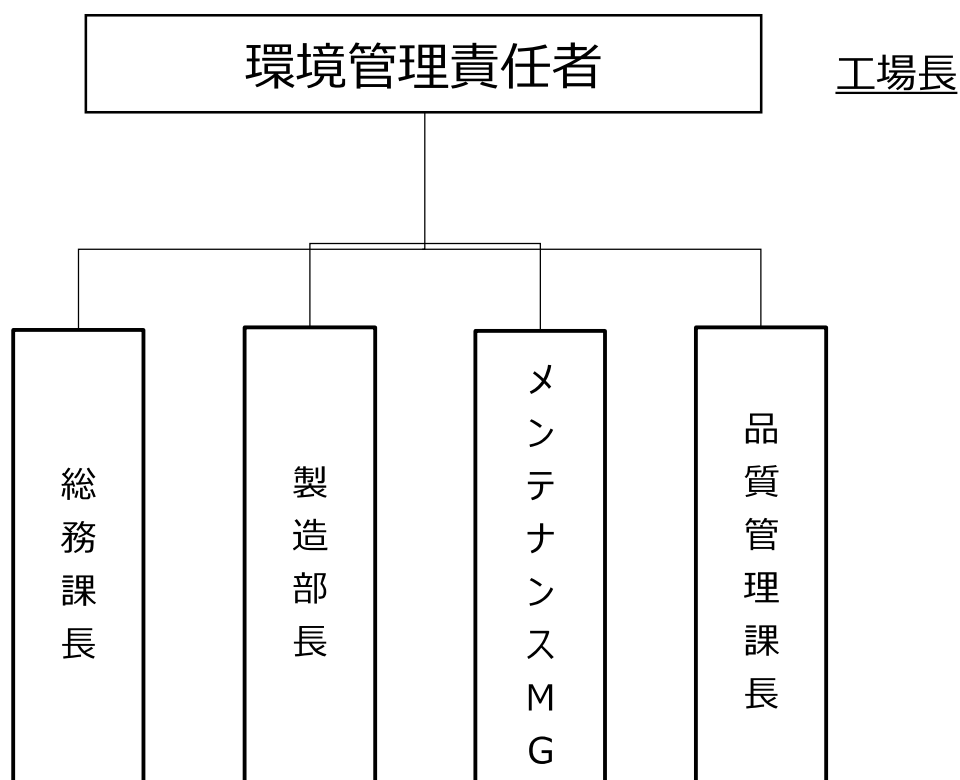 環境管理責任者
工場長
総務課長
製造部長
メンテナンスMG
品質管理課長